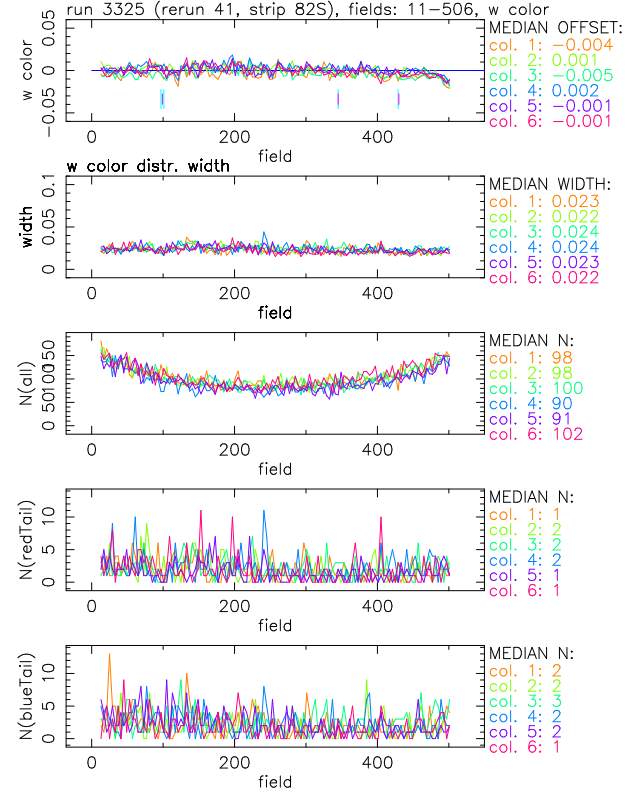 run 3325 (rerun 41, strip 82S), fields: 11−506, w color
MEDIAN OFFSET:
col. 1: −0.004
col. 2: 0.001
col. 3: −0.005
col. 4: 0.002
col. 5: −0.001
col. 6: −0.001
w color
0.05
0
−0.05
0 200 400
field
w color distr. width
MEDIAN WIDTH:
col. 1: 0.023
col. 2: 0.022
col. 3: 0.024
col. 4: 0.024
col. 5: 0.023
col. 6: 0.022
width
0.1
0.05
0
0 200 400
field
MEDIAN N:
col. 1: 98
col. 2: 98
col. 3: 100
col. 4: 90
col. 5: 91
col. 6: 102
N(all)
150
100
50
0
0 200 400
field
MEDIAN N:
col. 1: 1
col. 2: 2
col. 3: 2
col. 4: 2
col. 5: 1
col. 6: 1
N(redTail)
10
5
0
0 200 400
field
MEDIAN N:
col. 1: 2
col. 2: 2
col. 3: 3
col. 4: 2
col. 5: 2
col. 6: 1
N(blueTail)
10
5
0
0 200 400
field